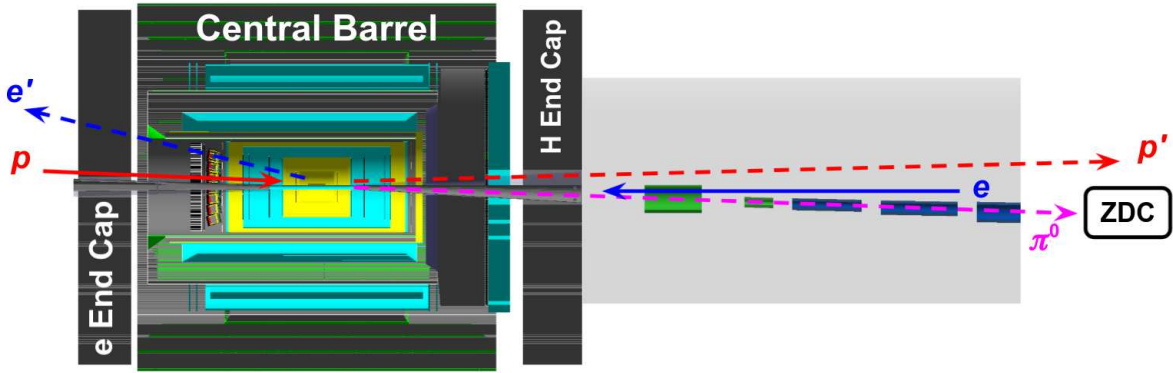 Central Barrel
e'
p
e End Cap
H End Cap
p'
e
π⁰
ZDC